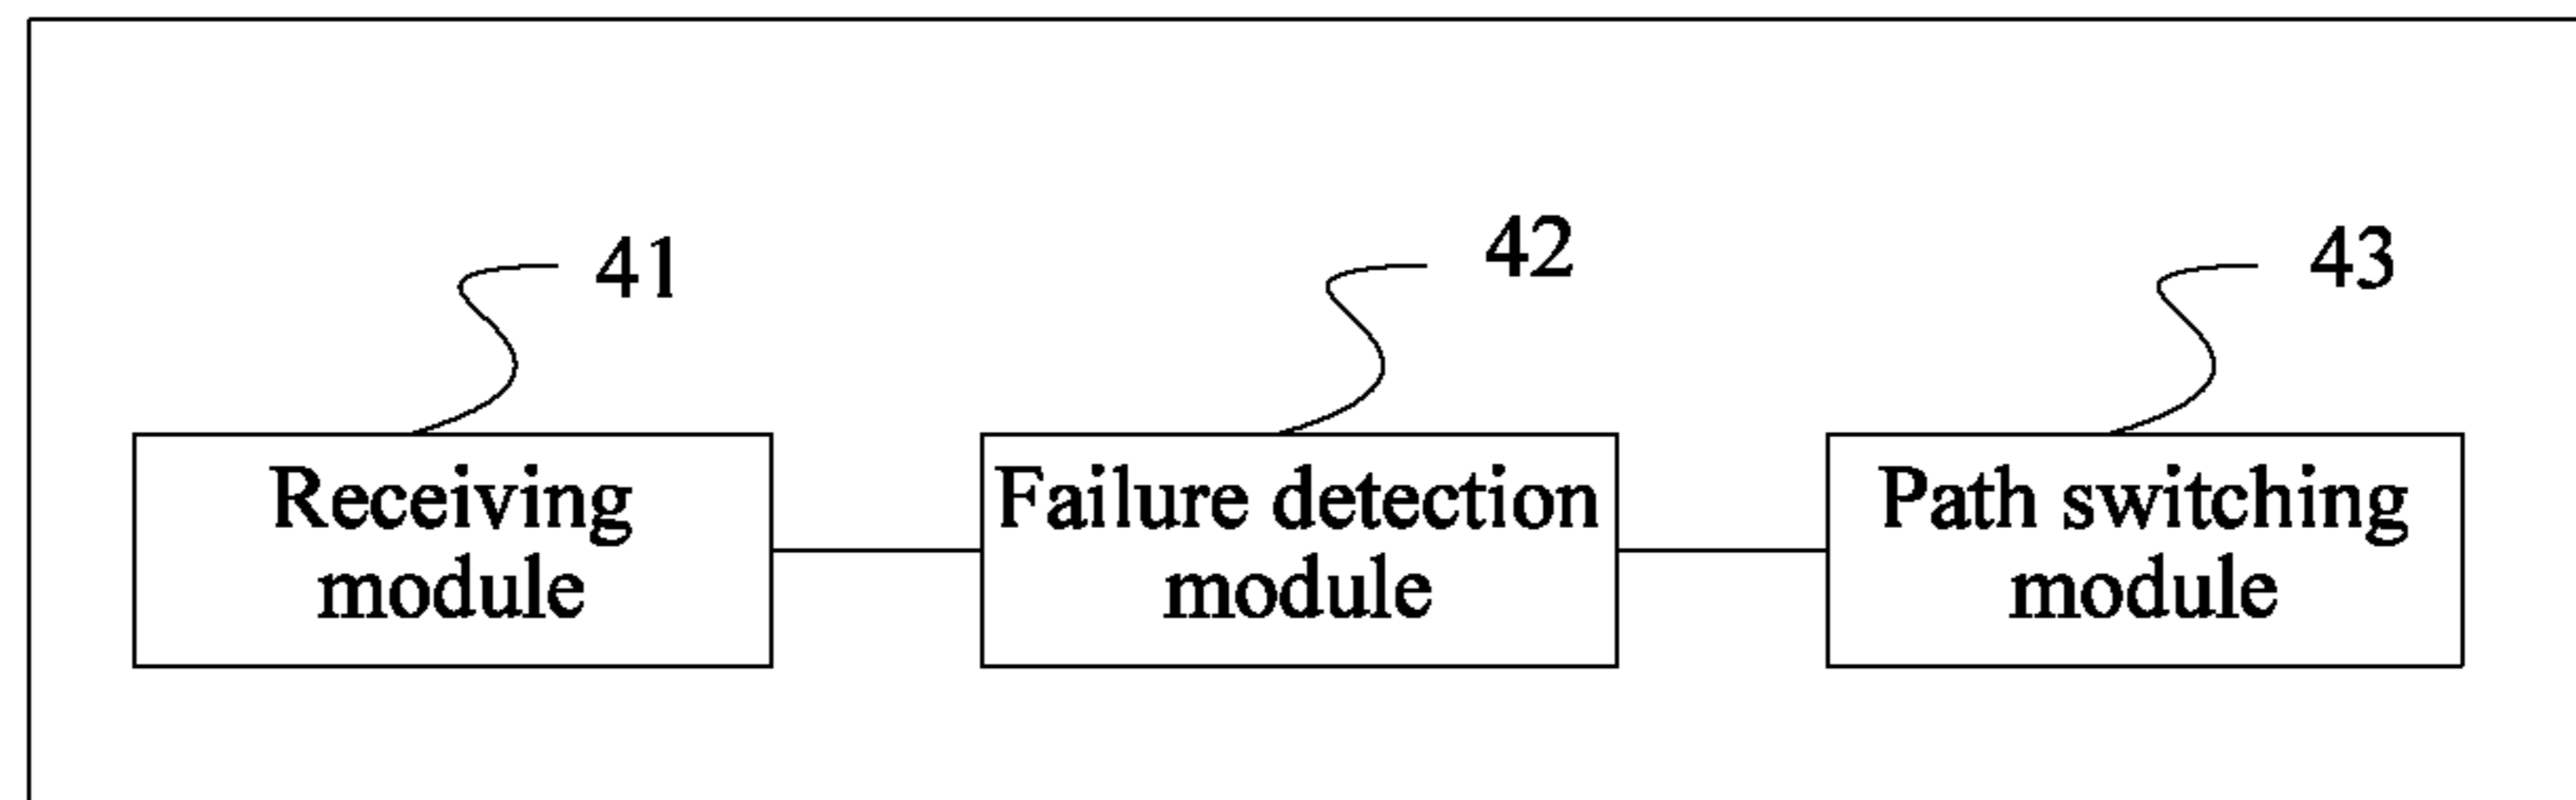 41
42
43
Receiving
module
Failure detection
module
Path switching
module